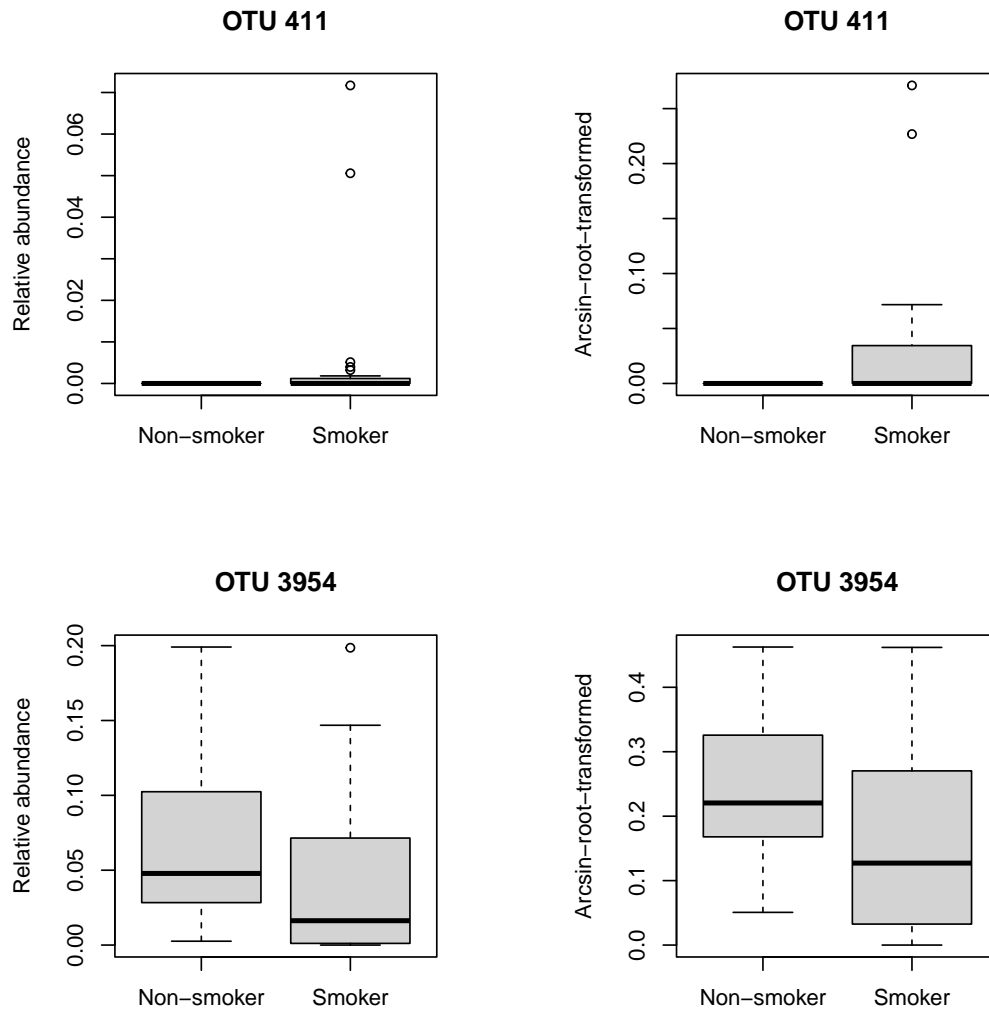 OTU 411
Relative abundance
0.00 0.02 0.04 0.06
Non−smoker Smoker
OTU 411
Arcsin−root−transformed
0.00 0.10 0.20
Non−smoker Smoker
OTU 3954
Relative abundance
0.00 0.05 0.10 0.15 0.20
Non−smoker Smoker
OTU 3954
Arcsin−root−transformed
0.0 0.1 0.2 0.3 0.4
Non−smoker Smoker